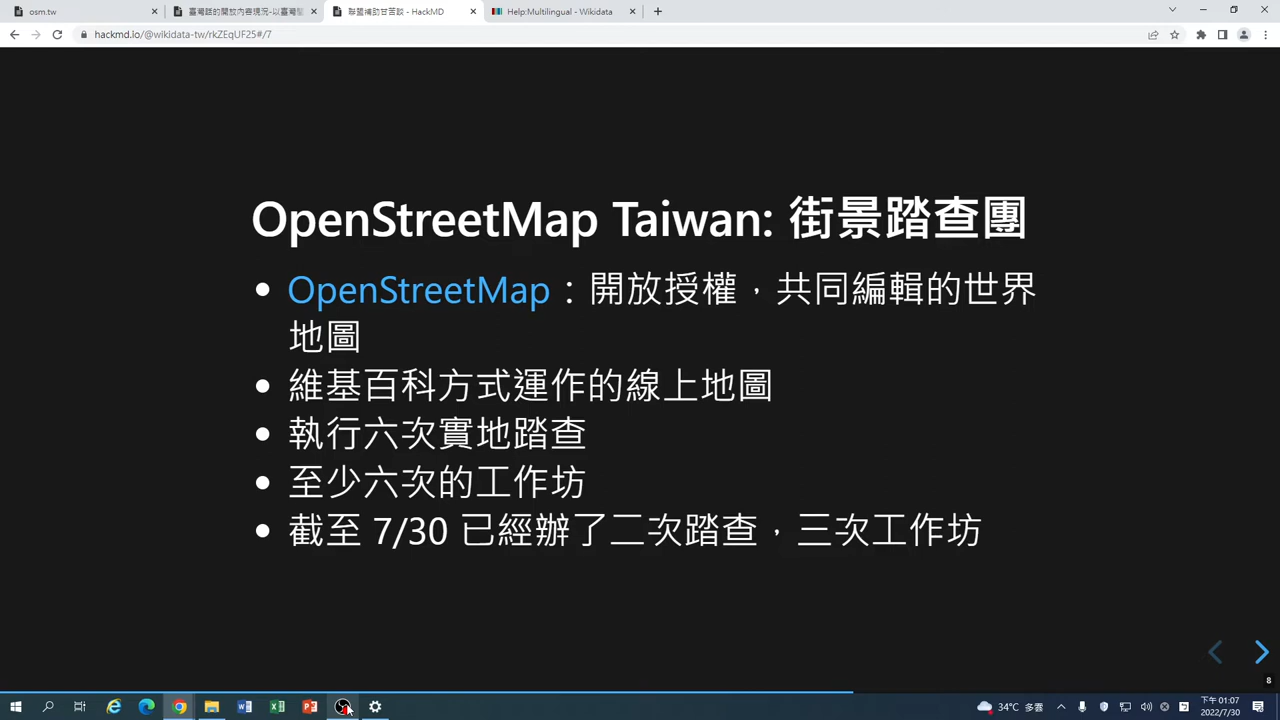 osm.tw
臺灣話的開放內容現況-以臺灣閩
聯盟補助甘苦談 - HackMD
Help:Multilingual - Wikidata
hackmd.io/@wikidata-tw/rkZEqUF25#/7
OpenStreetMap Taiwan: 街景踏查團
OpenStreetMap：開放授權，共同編輯的世界
地圖
維基百科方式運作的線上地圖
執行六次實地踏查
至少六次的工作坊
截至 7/30 已經辦了二次踏查，三次工作坊
8
34°C 多雲
下午 01:07
2022/7/30